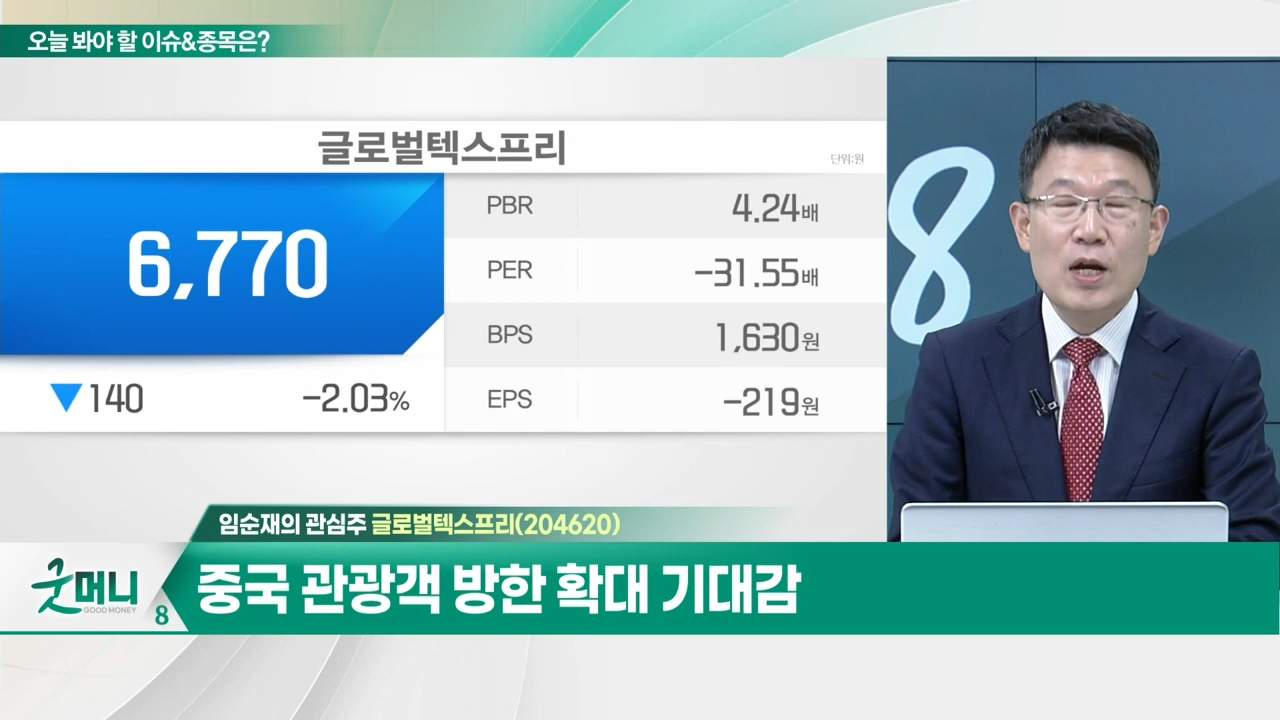 오늘 봐야 할 이슈&종목은?
글로벌텍스프리
단위:원
6,770
▼140 -2.03%
PBR 4.24배
PER -31.55배
BPS 1,630원
EPS -219원
8
임순재의 관심주 글로벌텍스프리(204620)
굿머니
GOOD MONEY
8
중국 관광객 방한 확대 기대감